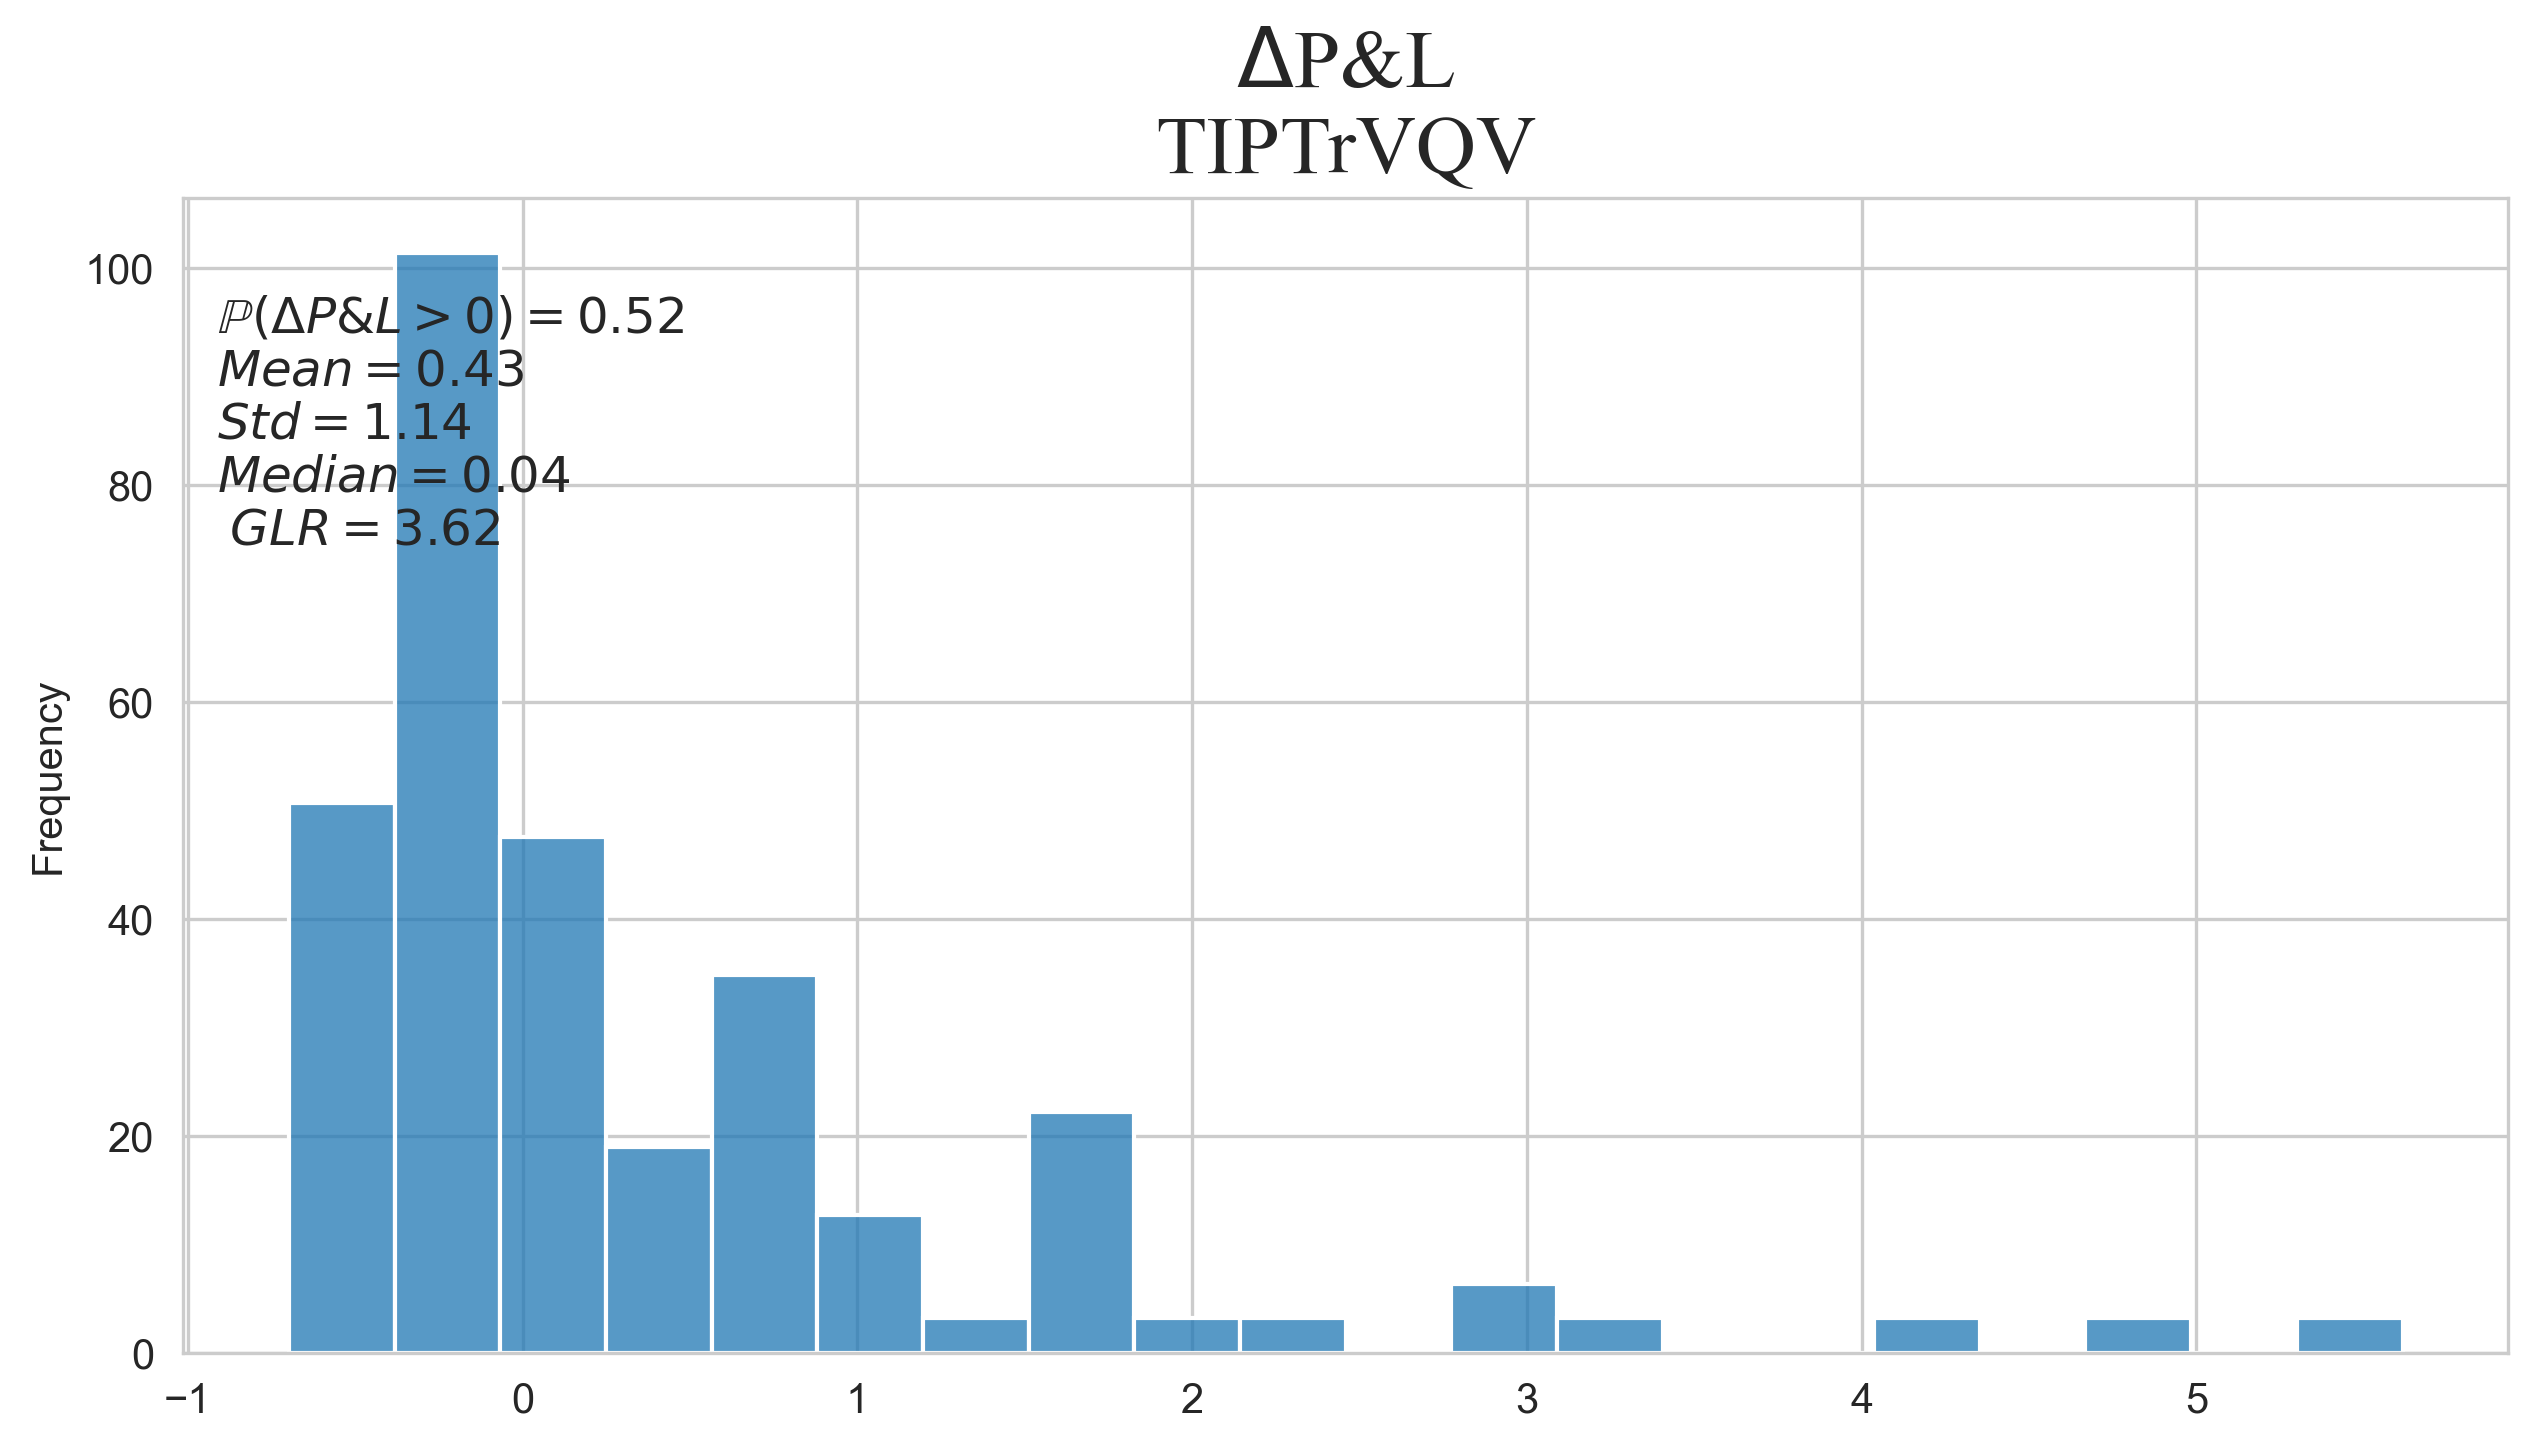 ΔP&L
TIPTrVQV
ℙ(ΔP&L > 0) = 0.52
Mean = 0.43
Std = 1.14
Median = 0.04
GLR = 3.62
Frequency
100
80
60
40
20
0
−1 0 1 2 3 4 5